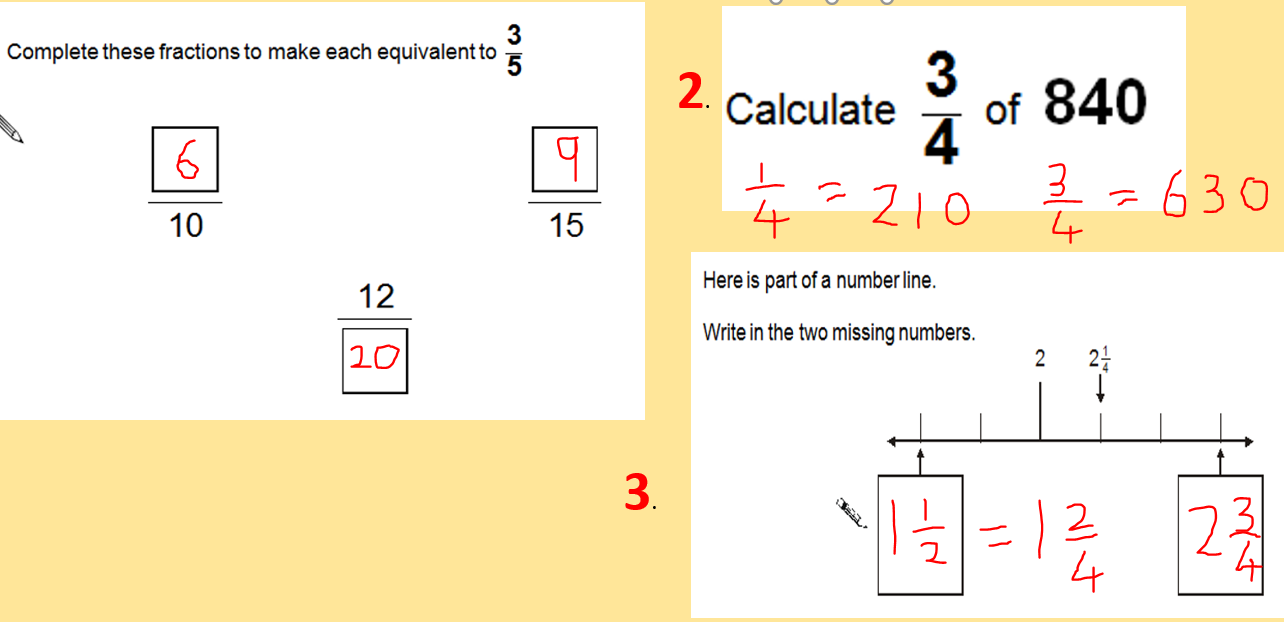 Complete these fractions to make each equivalent to 3/5
6/10
9/15
12/20
2. Calculate 3/4 of 840
1/4 = 210 3/4 = 630
3.
Here is part of a number line.
Write in the two missing numbers.
2 2 1/4
1 1/2 = 1 2/4 2 3/4